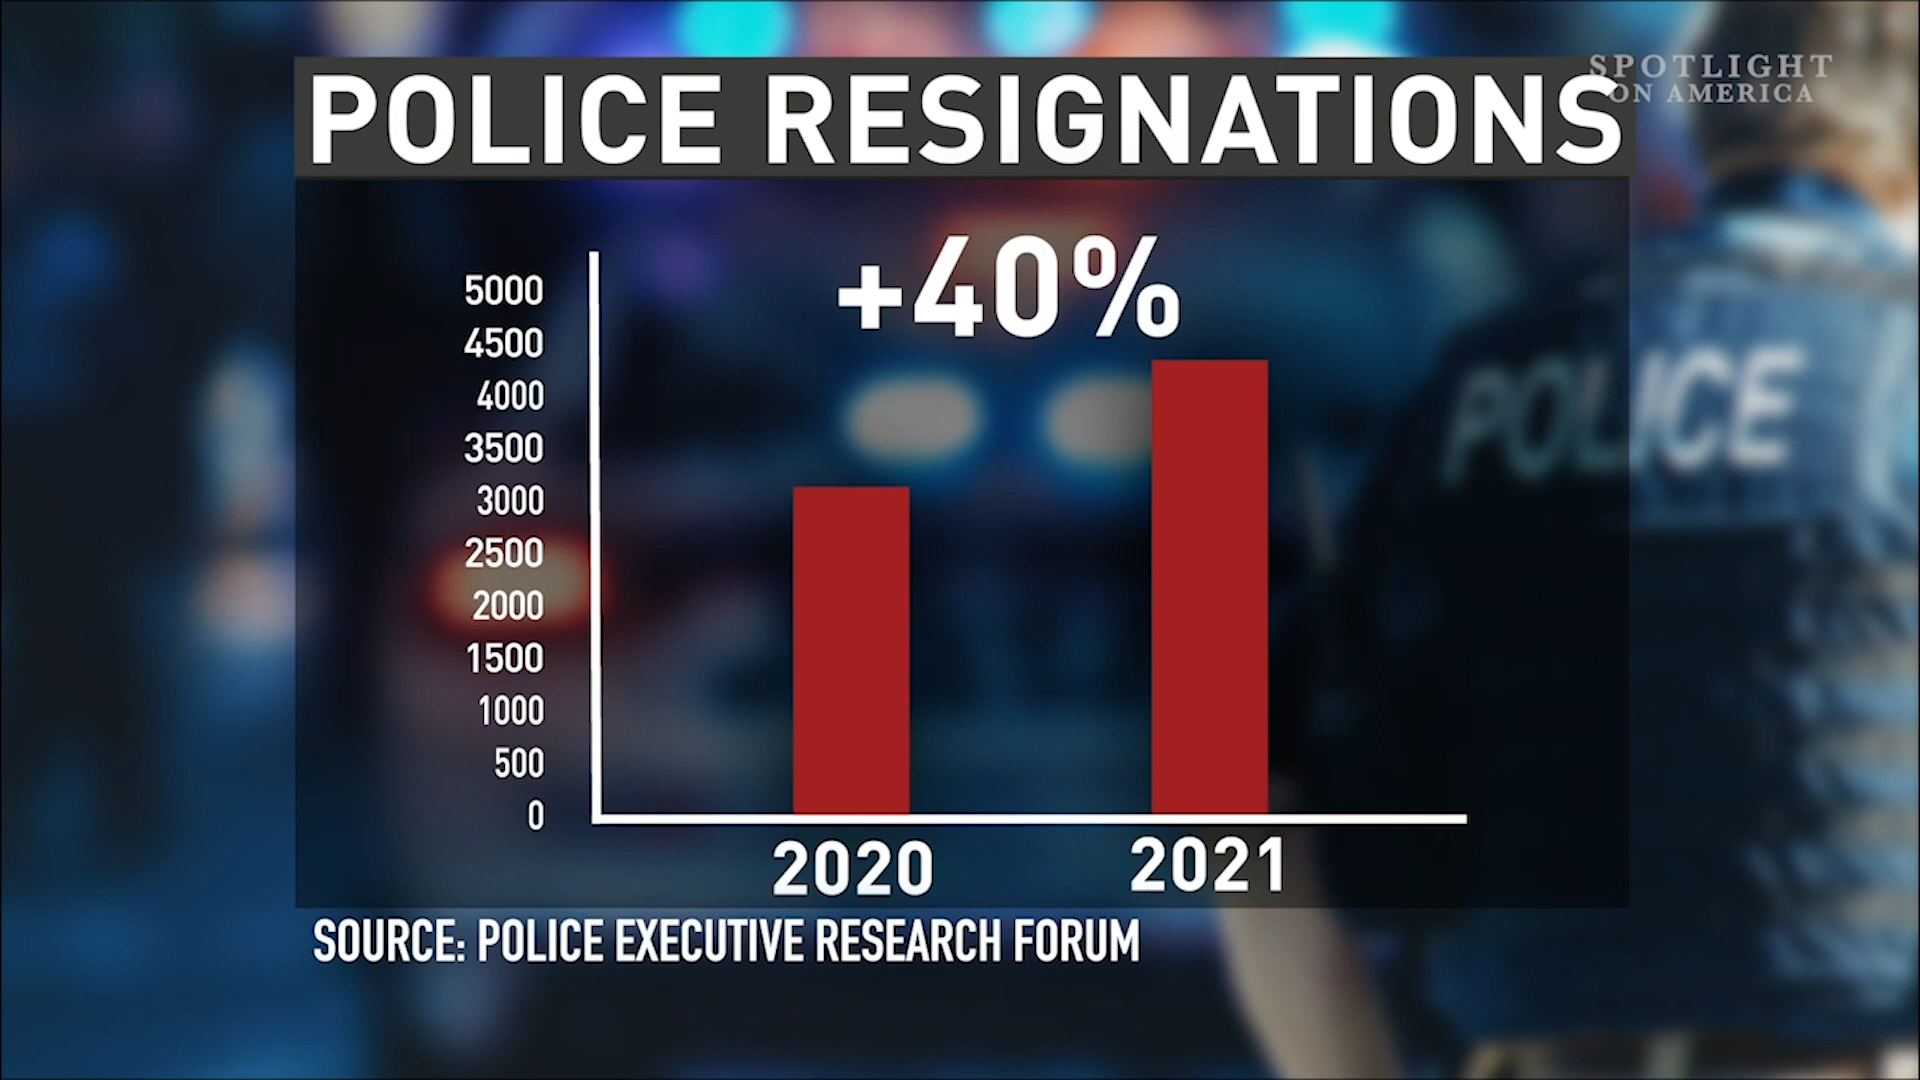 SPOTLIGHT
ON AMERICA
POLICE RESIGNATIONS
+40%
5000
4500
4000
3500
3000
2500
2000
1500
1000
500
0
POLICE
2020
2021
SOURCE: POLICE EXECUTIVE RESEARCH FORUM